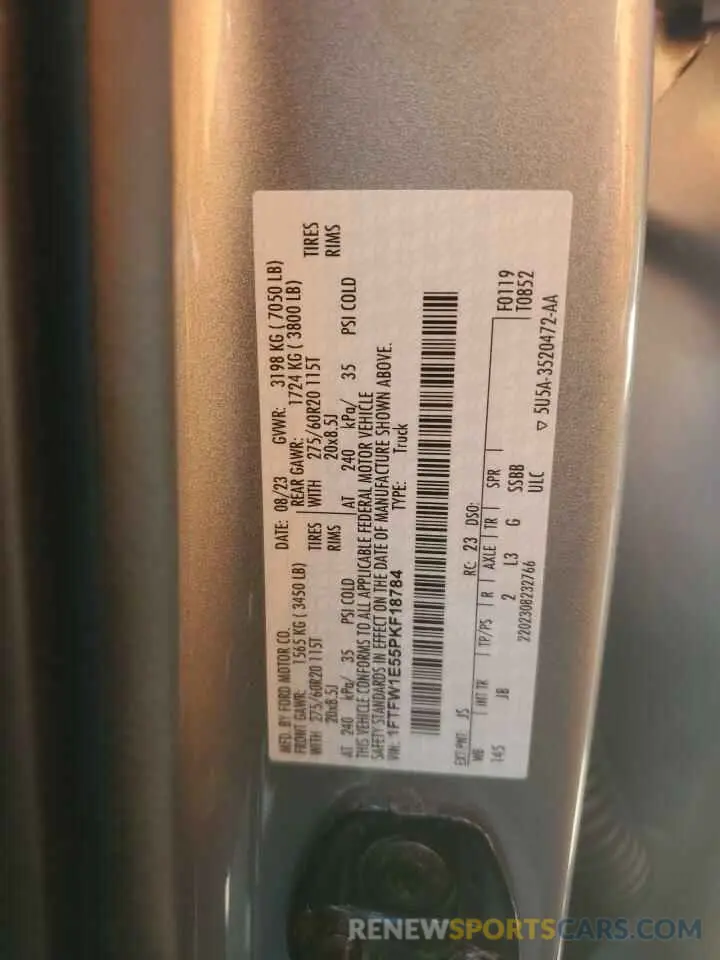 MFD. BY FORD MOTOR CO.
DATE: 08/23 GVWR: 3198 KG ( 7050 LB)
FRONT GAWR: 1565 KG (3450 LB) REAR GAWR: 1724 KG ( 3800 LB)
WITH 275/60R20 115T TIRES WITH 275/60R20 115T TIRES
20x8.5J RIMS 20x8.5J RIMS
AT 240 kPa/ 35 PSI COLD AT 240 kPa/ 35 PSI COLD
THIS VEHICLE CONFORMS TO ALL APPLICABLE FEDERAL MOTOR VEHICLE
SAFETY STANDARDS IN EFFECT ON THE DATE OF MANUFACTURE SHOWN ABOVE.
VIN: 1FTFW1E55PKF18784 TYPE: Truck
EXT PNT JS RC: 23 DSO:
WB INT TR TP/PS R AXLE TR SPR F0119
145 JB 2 L3 G SSBB T0852
2202308232766 ULC
▽ 5U5A-3520472-AA
RENEWSPORTSCARS.COM